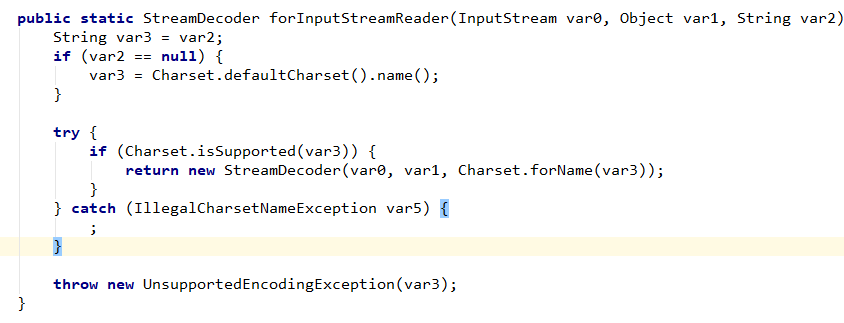 public static StreamDecoder forInputStreamReader(InputStream var0, Object var1, String var2)
    String var3 = var2;
    if (var2 == null) {
        var3 = Charset.defaultCharset().name();
    }

    try {
        if (Charset.isSupported(var3)) {
            return new StreamDecoder(var0, var1, Charset.forName(var3));
        }
    } catch (IllegalCharsetNameException var5) {
        ;
    }

    throw new UnsupportedEncodingException(var3);
}